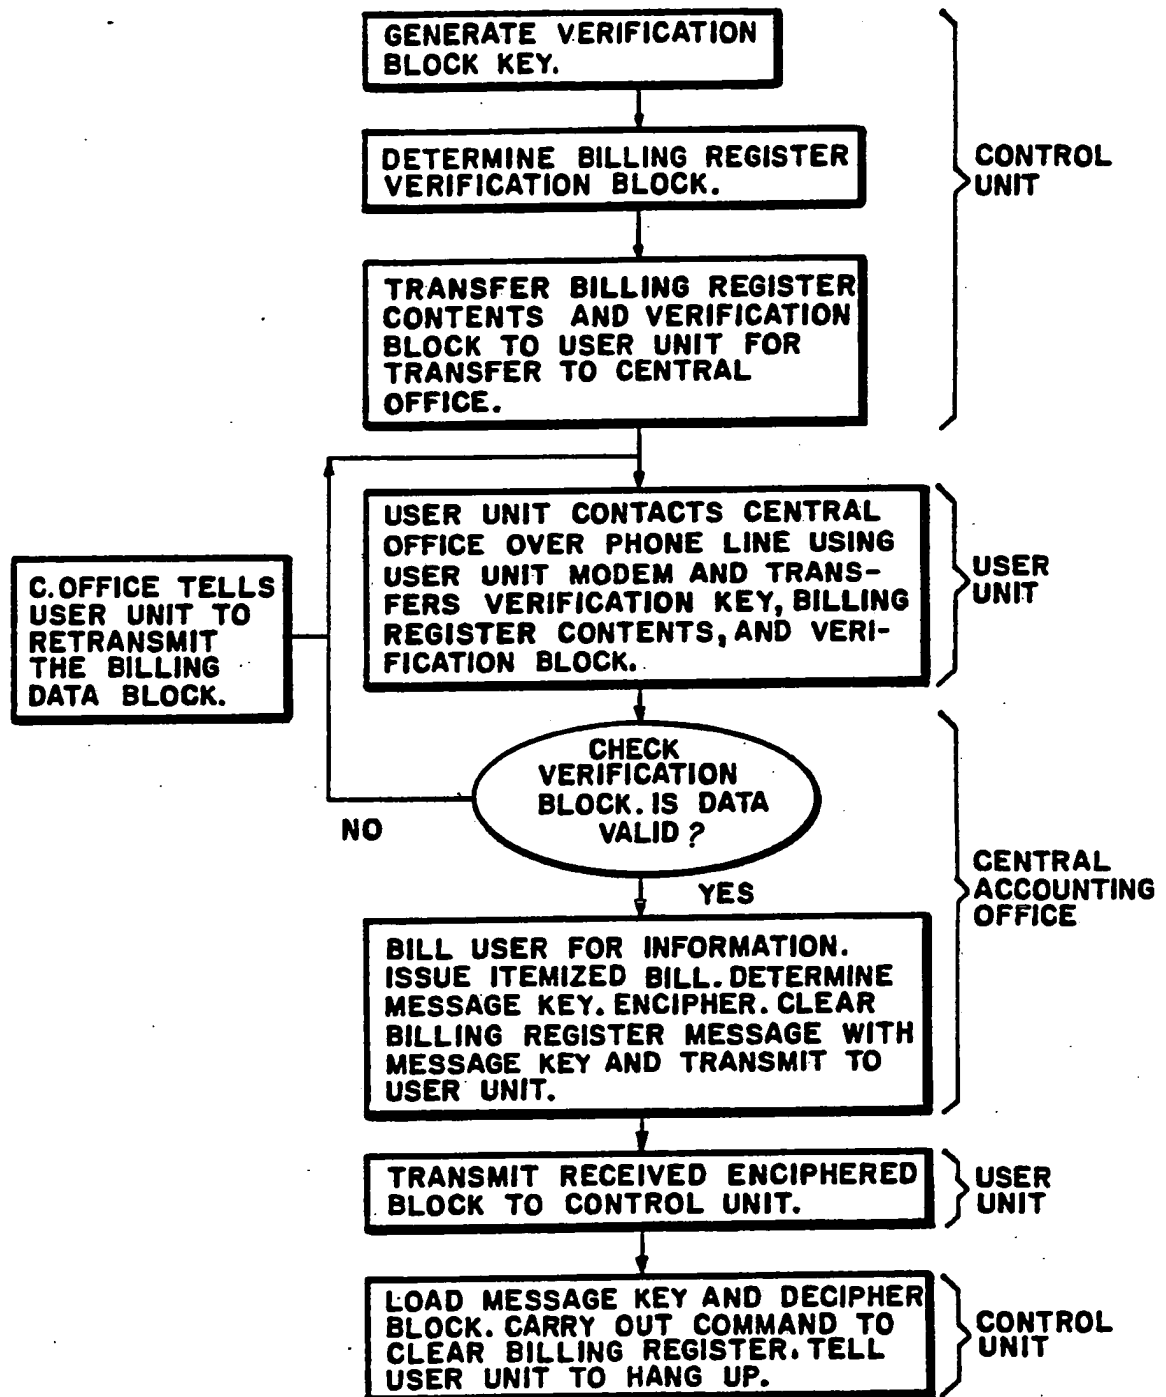 GENERATE VERIFICATION
BLOCK KEY.
DETERMINE BILLING REGISTER
VERIFICATION BLOCK.
CONTROL
UNIT
TRANSFER BILLING REGISTER
CONTENTS AND VERIFICATION
BLOCK TO USER UNIT FOR
TRANSFER TO CENTRAL
OFFICE.
USER UNIT CONTACTS CENTRAL
OFFICE OVER PHONE LINE USING
USER UNIT MODEM AND TRANS-
FERS VERIFICATION KEY, BILLING
REGISTER CONTENTS, AND VERI-
FICATION BLOCK.
USER
UNIT
C.OFFICE TELLS
USER UNIT TO
RETRANSMIT
THE BILLING
DATA BLOCK.
CHECK
VERIFICATION
BLOCK. IS DATA
VALID?
NO
YES
CENTRAL
ACCOUNTING
OFFICE
BILL USER FOR INFORMATION.
ISSUE ITEMIZED BILL. DETERMINE
MESSAGE KEY. ENCIPHER. CLEAR
BILLING REGISTER MESSAGE WITH
MESSAGE KEY AND TRANSMIT TO
USER UNIT.
TRANSMIT RECEIVED ENCIPHERED
BLOCK TO CONTROL UNIT.
USER
UNIT
LOAD MESSAGE KEY AND DECIPHER
BLOCK. CARRY OUT COMMAND TO
CLEAR BILLING REGISTER. TELL
USER UNIT TO HANG UP.
CONTROL
UNIT